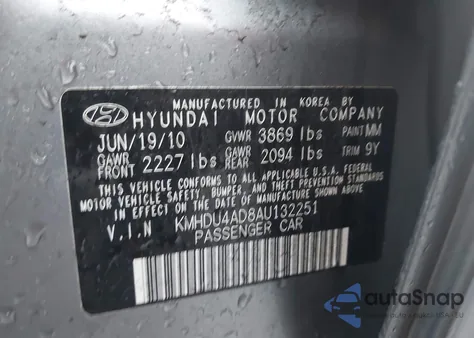 MANUFACTURED IN KOREA BY
HYUNDAI MOTOR COMPANY
JUN/19/10 GVWR 3869 lbs PAINT MM
GAWR FRONT 2227 lbs GAWR REAR 2094 lbs TRIM 9Y
THIS VEHICLE CONFORMS TO ALL APPLICABLE U.S.A. FEDERAL
MOTOR VEHICLE SAFETY, BUMPER, AND THEFT PREVENTION
STANDARDS IN EFFECT ON THE DATE OF MANUFACTURE SHOWN ABOVE.
V.I.N KMHDU4AD8AU132251
PASSENGER CAR
autoSnap